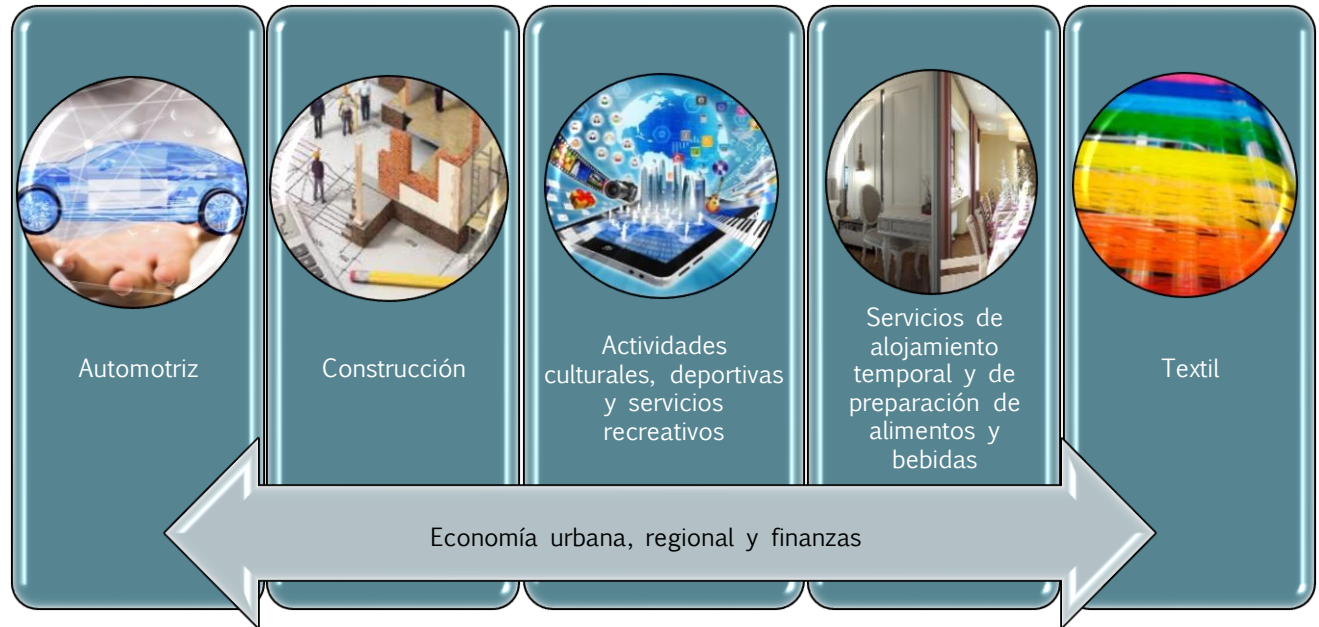 Automotriz
Construcción
Actividades
culturales, deportivas
y servicios
recreativos
Servicios de
alojamiento
temporal y de
preparación de
alimentos y
bebidas
Textil
Economía urbana, regional y finanzas